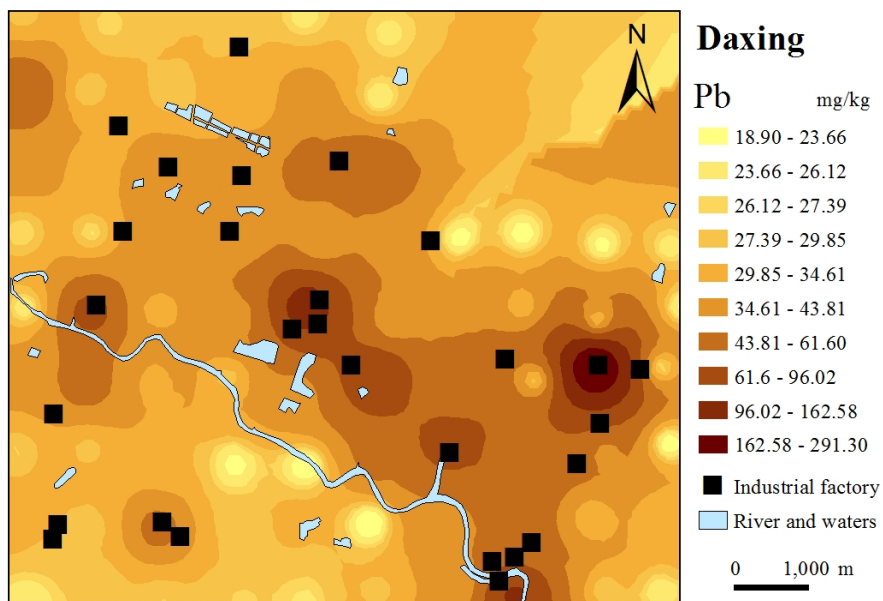 N
Daxing
Pb mg/kg
18.90 - 23.66
23.66 - 26.12
26.12 - 27.39
27.39 - 29.85
29.85 - 34.61
34.61 - 43.81
43.81 - 61.60
61.6 - 96.02
96.02 - 162.58
162.58 - 291.30
Industrial factory
River and waters
0 1,000 m